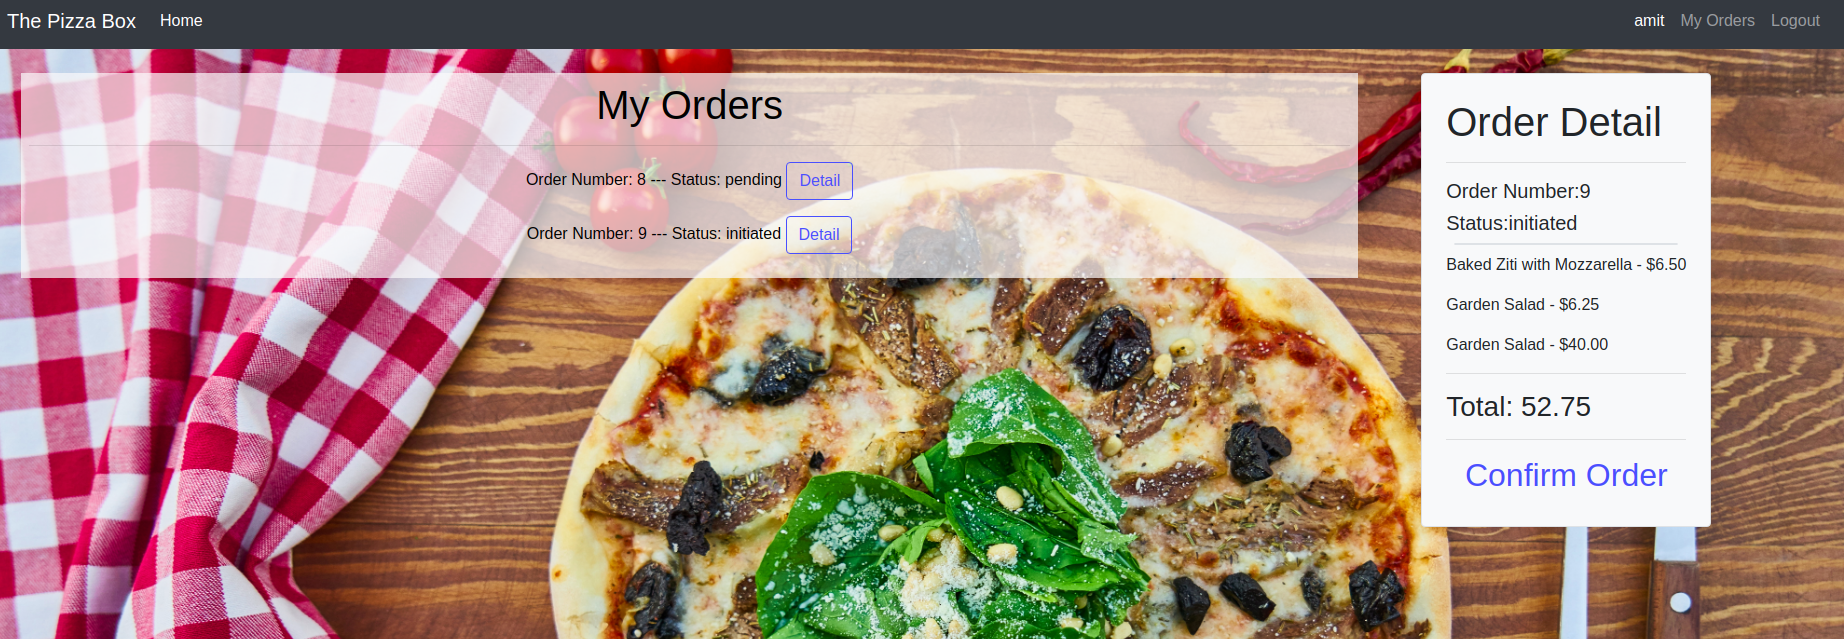 The Pizza Box Home amit My Orders Logout
My Orders
Order Number: 8 --- Status: pending Detail
Order Number: 9 --- Status: initiated Detail
Order Detail
Order Number:9
Status:initiated
Baked Ziti with Mozzarella - $6.50
Garden Salad - $6.25
Garden Salad - $40.00
Total: 52.75
Confirm Order